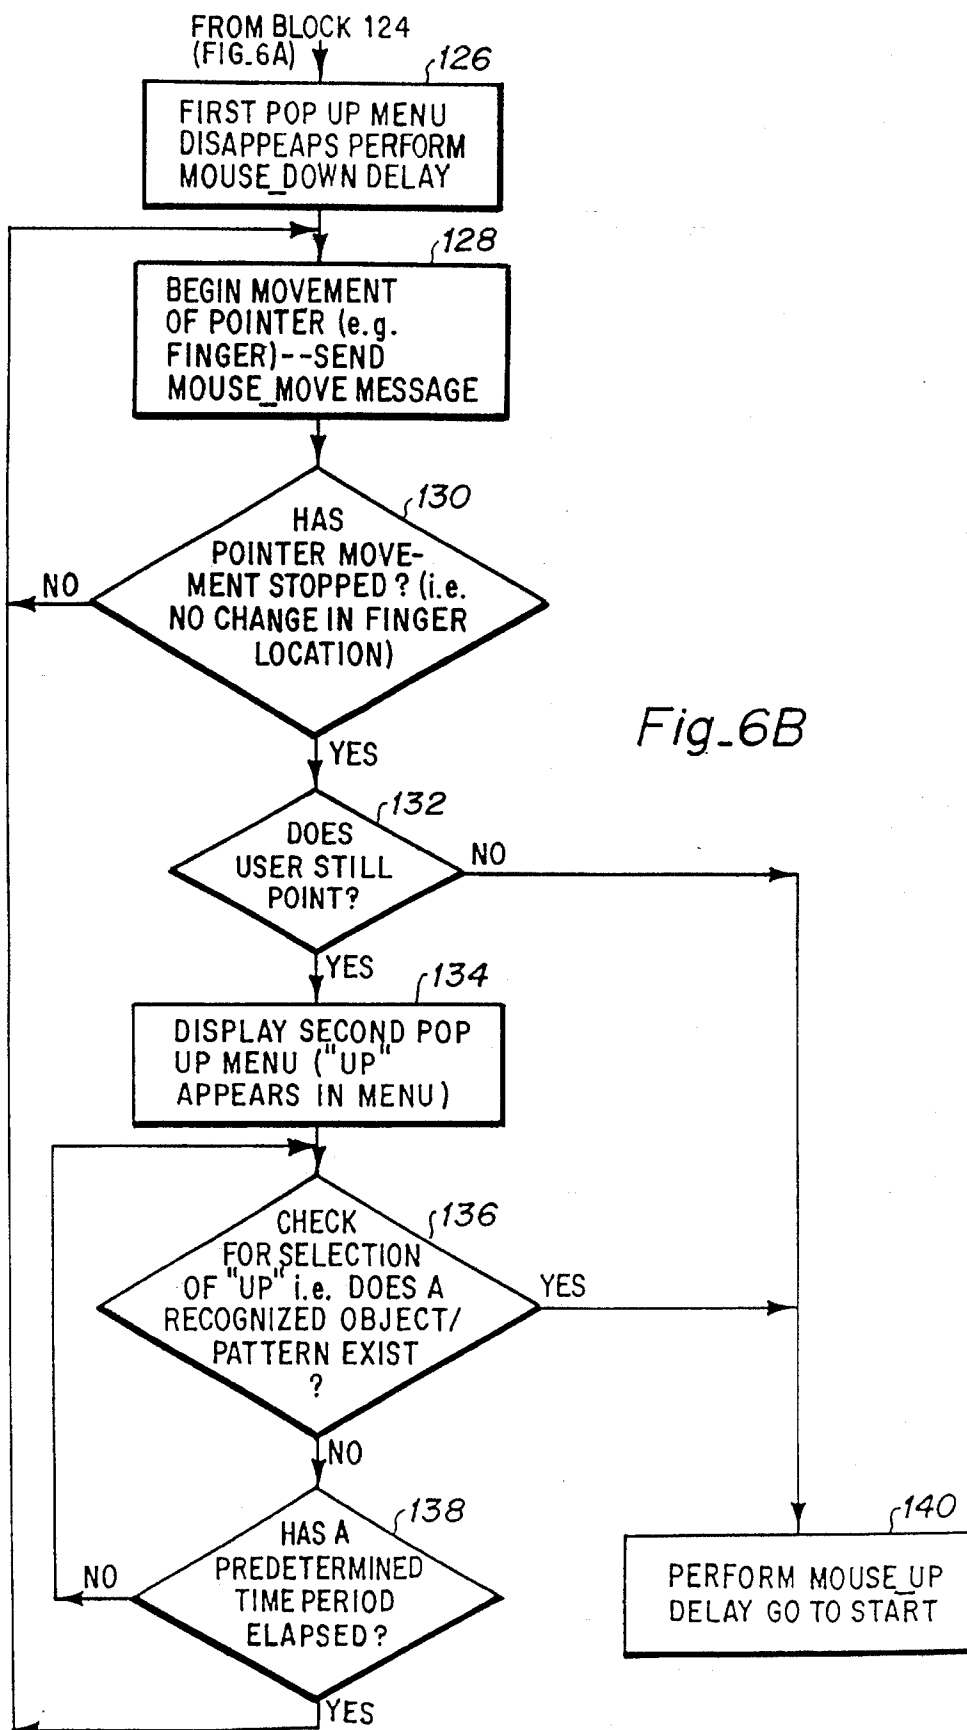 FROM BLOCK 124
(FIG.6A)
126
FIRST POP UP MENU
DISAPPEAPS PERFORM
MOUSE_DOWN DELAY
128
BEGIN MOVEMENT
OF POINTER (e.g.
FINGER)--SEND
MOUSE_MOVE MESSAGE
130
HAS
POINTER MOVE-
MENT STOPPED? (i.e.
NO CHANGE IN FINGER
LOCATION)
NO
YES
Fig_6B
132
DOES
USER STILL
POINT?
NO
YES
134
DISPLAY SECOND POP
UP MENU ("UP"
APPEARS IN MENU)
136
CHECK
FOR SELECTION
OF "UP" i.e. DOES A
RECOGNIZED OBJECT/
PATTERN EXIST
?
YES
NO
138
HAS A
PREDETERMINED
TIME PERIOD
ELAPSED?
NO
YES
140
PERFORM MOUSE_UP
DELAY GO TO START